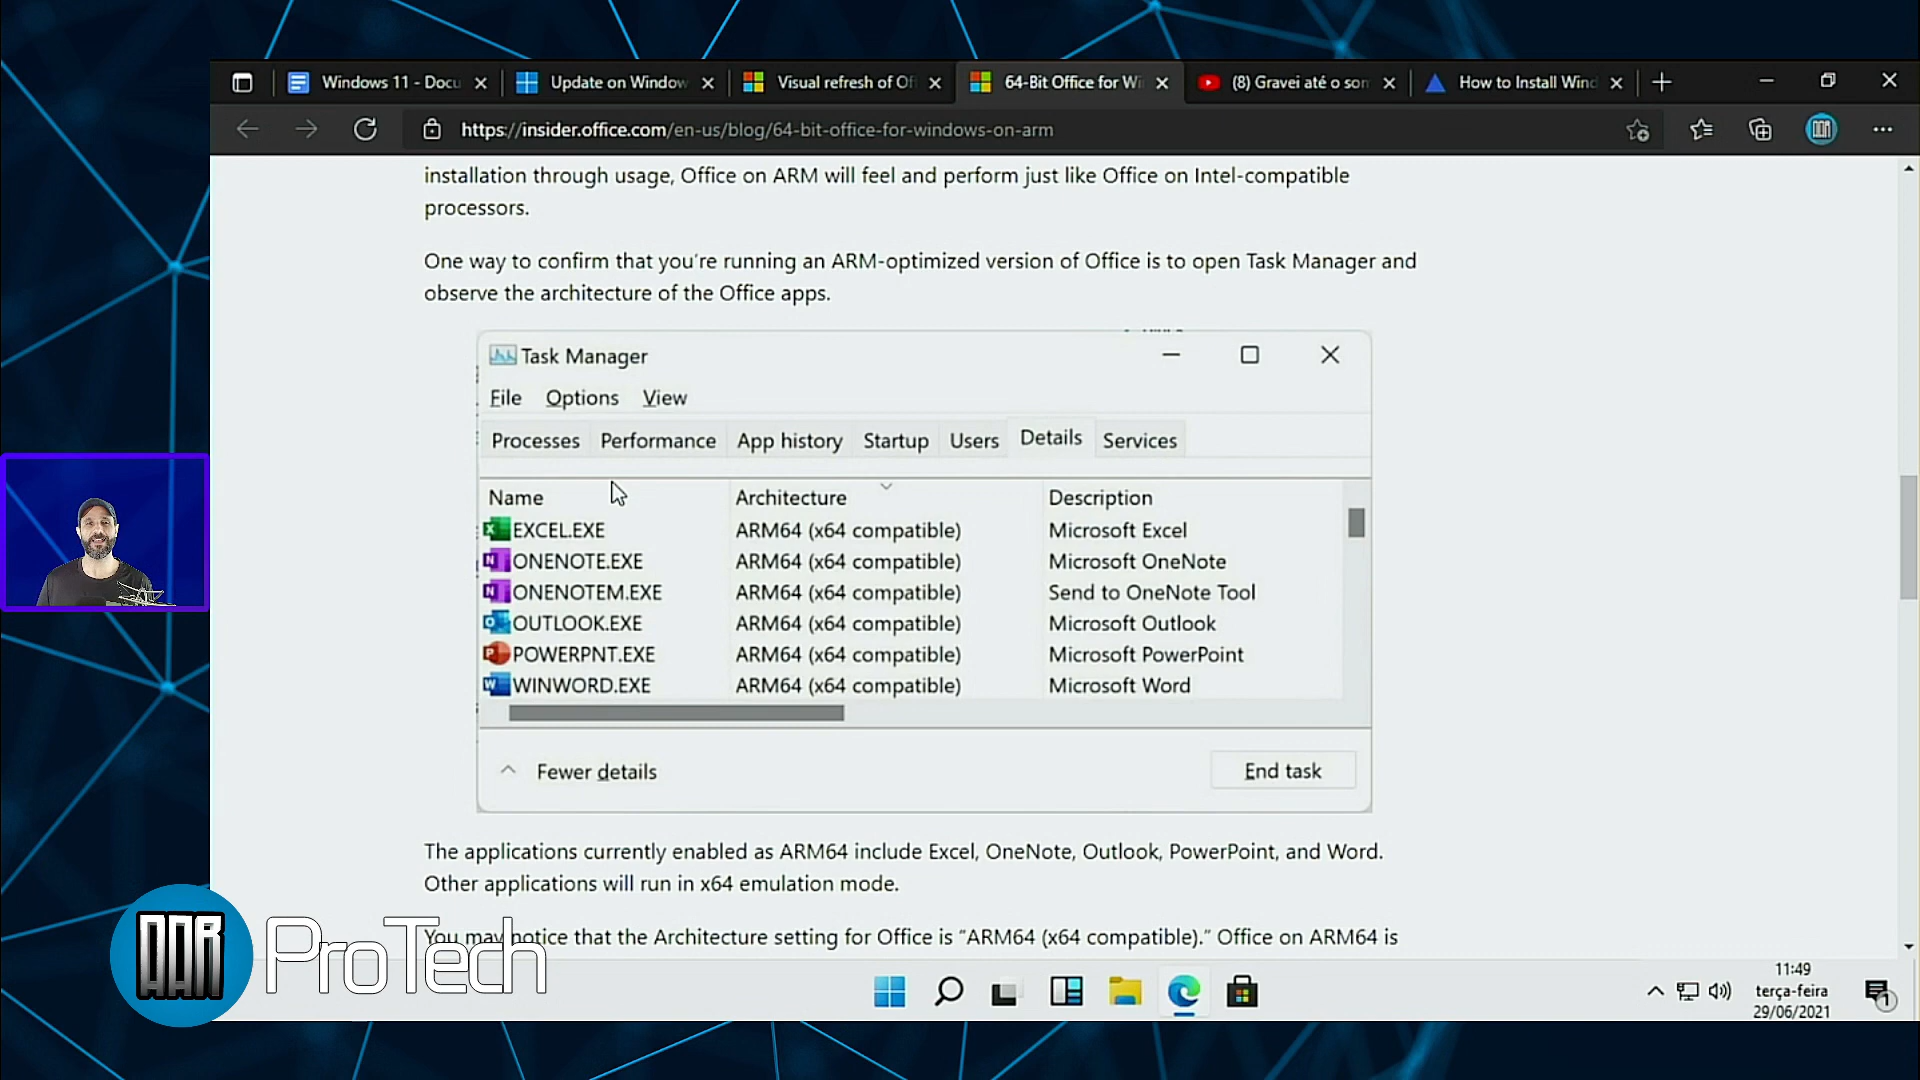 Windows 11 - Docu
Update on Window
Visual refresh of Of
64-Bit Office for Wi
(8) Gravei até o son
How to Install Wind
https://insider.office.com/en-us/blog/64-bit-office-for-windows-on-arm
installation through usage, Office on ARM will feel and perform just like Office on Intel-compatible
processors.
One way to confirm that you're running an ARM-optimized version of Office is to open Task Manager and
observe the architecture of the Office apps.
Task Manager
File Options View
Processes Performance App history Startup Users Details Services
Name Architecture Description
EXCEL.EXE ARM64 (x64 compatible) Microsoft Excel
ONENOTE.EXE ARM64 (x64 compatible) Microsoft OneNote
ONENOTEM.EXE ARM64 (x64 compatible) Send to OneNote Tool
OUTLOOK.EXE ARM64 (x64 compatible) Microsoft Outlook
POWERPNT.EXE ARM64 (x64 compatible) Microsoft PowerPoint
WINWORD.EXE ARM64 (x64 compatible) Microsoft Word
Fewer details End task
The applications currently enabled as ARM64 include Excel, OneNote, Outlook, PowerPoint, and Word.
Other applications will run in x64 emulation mode.
You may notice that the Architecture setting for Office is “ARM64 (x64 compatible).” Office on ARM64 is
ProTech
11:49
terça-feira
29/06/2021
1